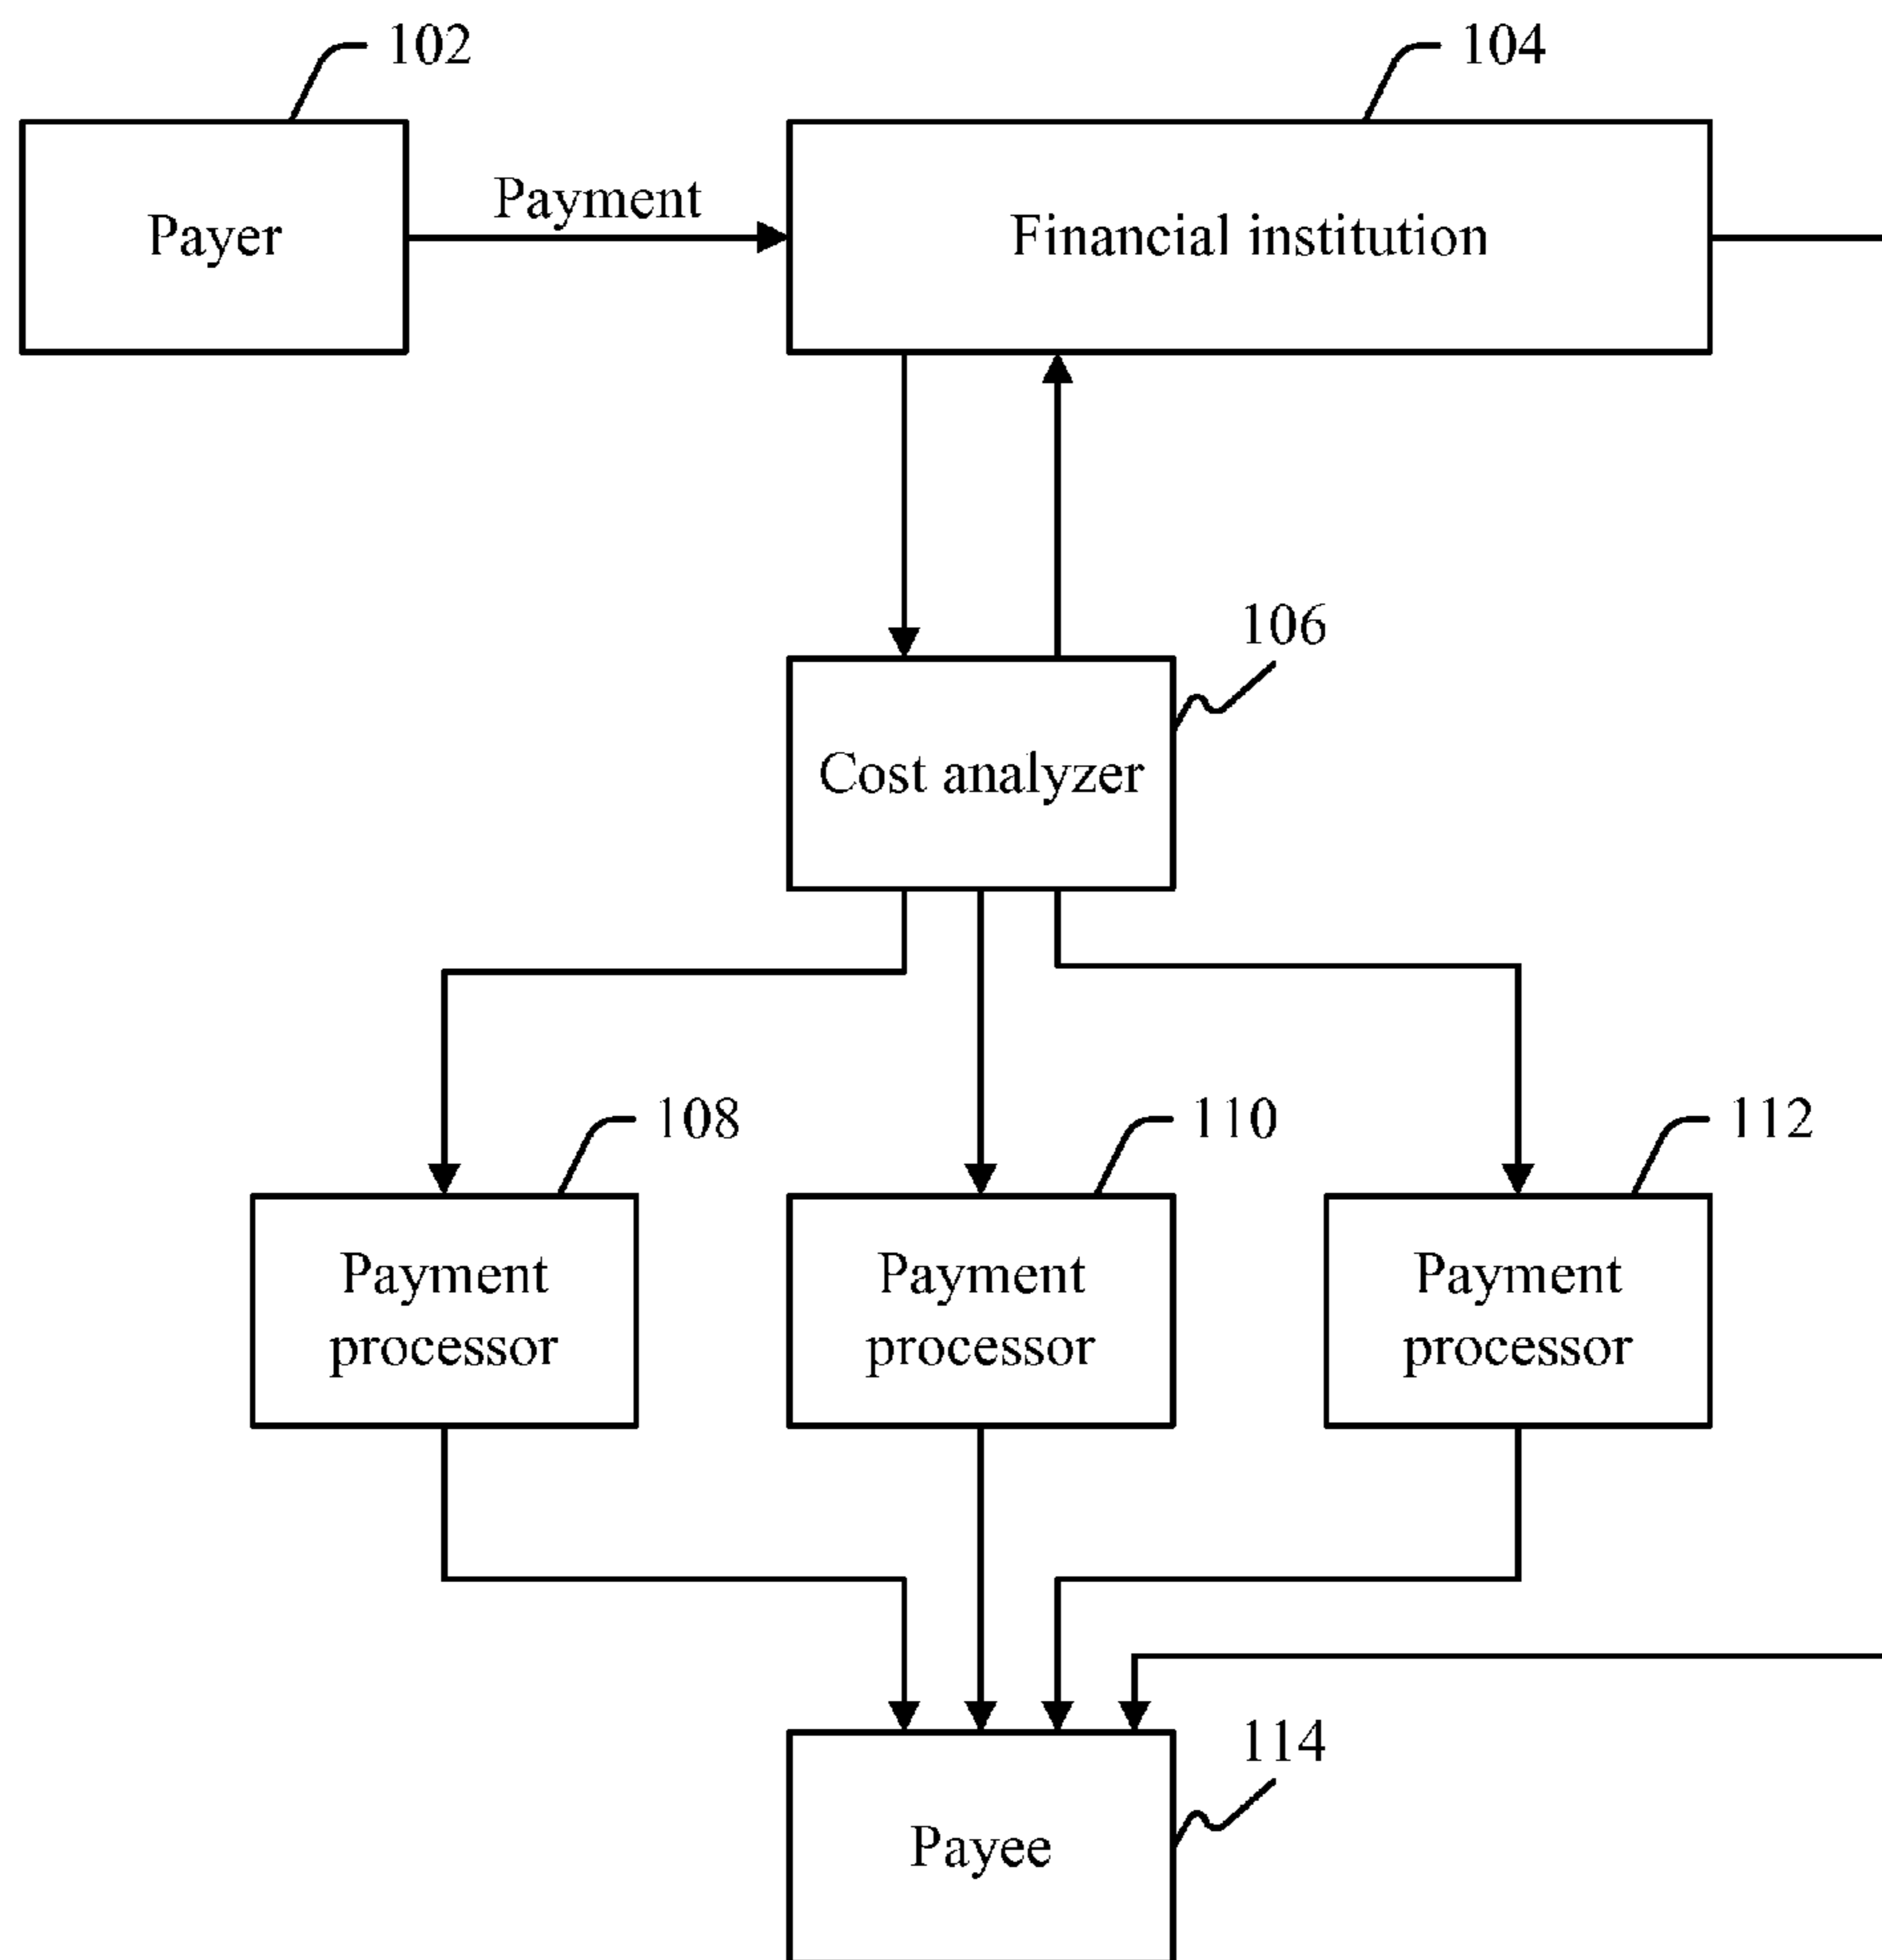 102
104
Payer
Payment
Financial institution
106
Cost analyzer
108
110
112
Payment
processor
Payment
processor
Payment
processor
114
Payee